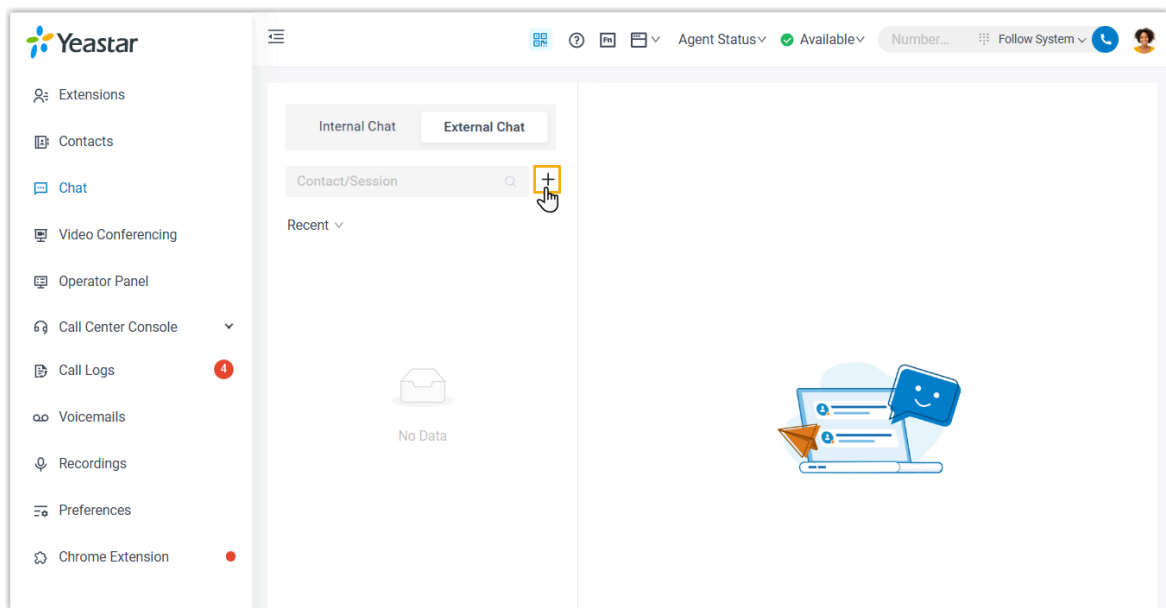 Yeastar
Fn
Agent Status
Available
Number...
Follow System
Extensions
Contacts
Chat
Video Conferencing
Operator Panel
Call Center Console
Call Logs
4
Voicemails
Recordings
Preferences
Chrome Extension
Internal Chat
External Chat
Contact/Session
Recent
No Data